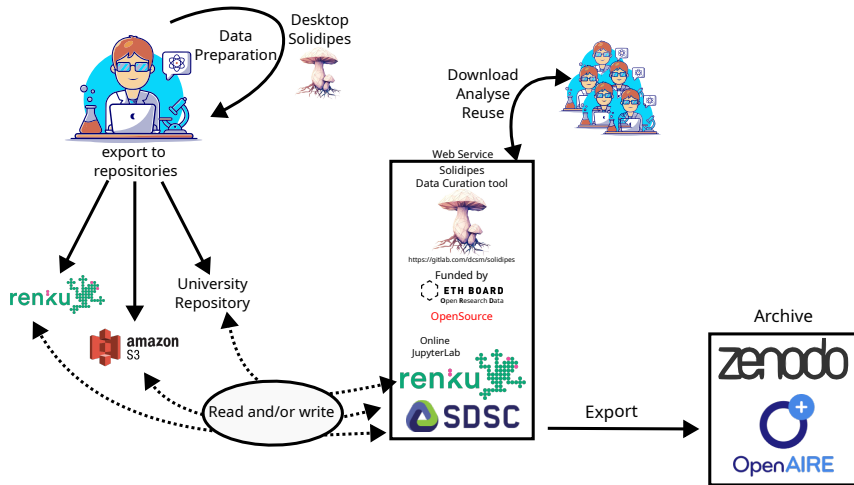 Data
Preparation
Desktop
Solidipes
export to
repositories
Download
Analyse
Reuse
Web Service
Solidipes
Data Curation tool
https://gitlab.com/dcsm/solidipes
Funded by
ETH BOARD
Open Research Data
OpenSource
Online
JupyterLab
renku
SDSC
renku
amazon
S3
University
Repository
Read and/or write
Export
Archive
zenodo
OpenAIRE